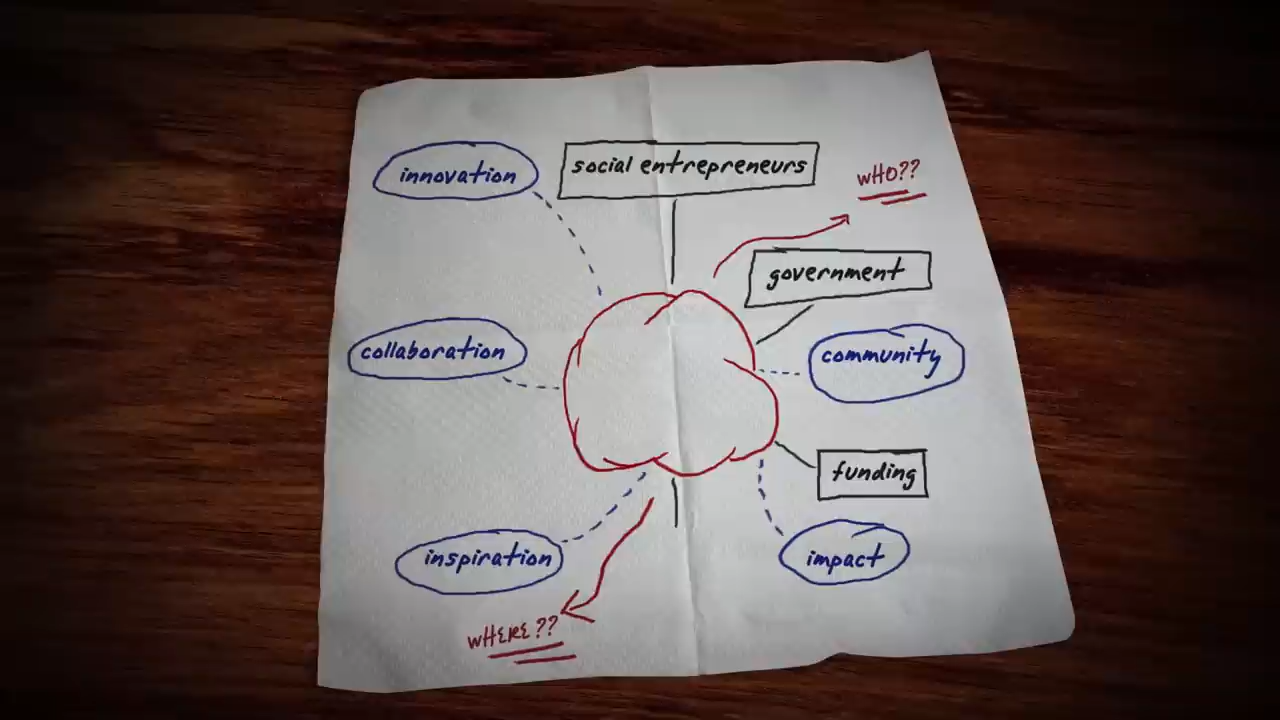 innovation
social entrepreneurs
WHO??
government
collaboration
community
funding
inspiration
impact
WHERE??